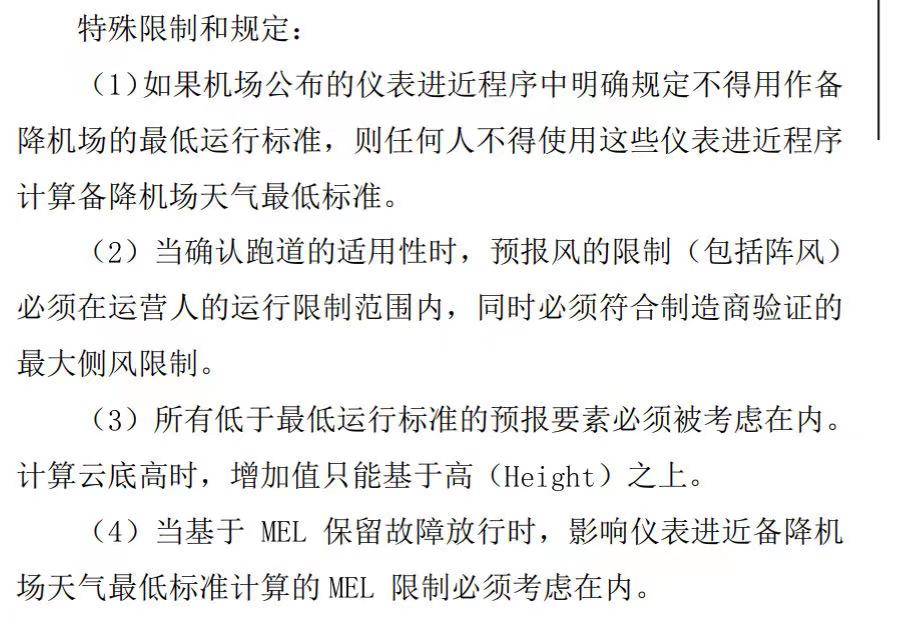 特殊限制和规定：
（1）如果机场公布的仪表进近程序中明确规定不得用作备
降机场的最低运行标准，则任何人不得使用这些仪表进近程序
计算备降机场天气最低标准。
（2）当确认跑道的适用性时，预报风的限制（包括阵风）
必须在运营人的运行限制范围内，同时必须符合制造商验证的
最大侧风限制。
（3）所有低于最低运行标准的预报要素必须被考虑在内。
计算云底高时，增加值只能基于高（Height）之上。
（4）当基于 MEL 保留故障放行时，影响仪表进近备降机
场天气最低标准计算的 MEL 限制必须考虑在内。